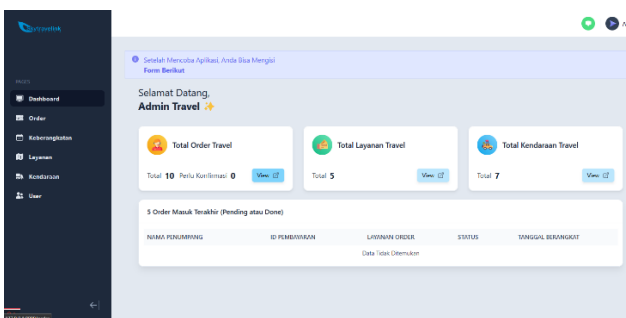 Setelah Mencoba Aplikasi, Anda Bisa Mengisi
Form Berikut
Selamat Datang,
Admin Travel
Dashboard
Order
Keberangkatan
Layanan
Kendaraan
User
Total Order Travel
Total 10 Perlu Konfirmasi 0 View
Total Layanan Travel
Total 5 View
Total Kendaraan Travel
Total 7 View
5 Order Masuk Terakhir (Pending atau Done)
NAMA PENUMPANG ID PEMBAYARAN LAYANAN ORDER STATUS TANGGAL BERANGKAT
Data Tidak Ditemukan